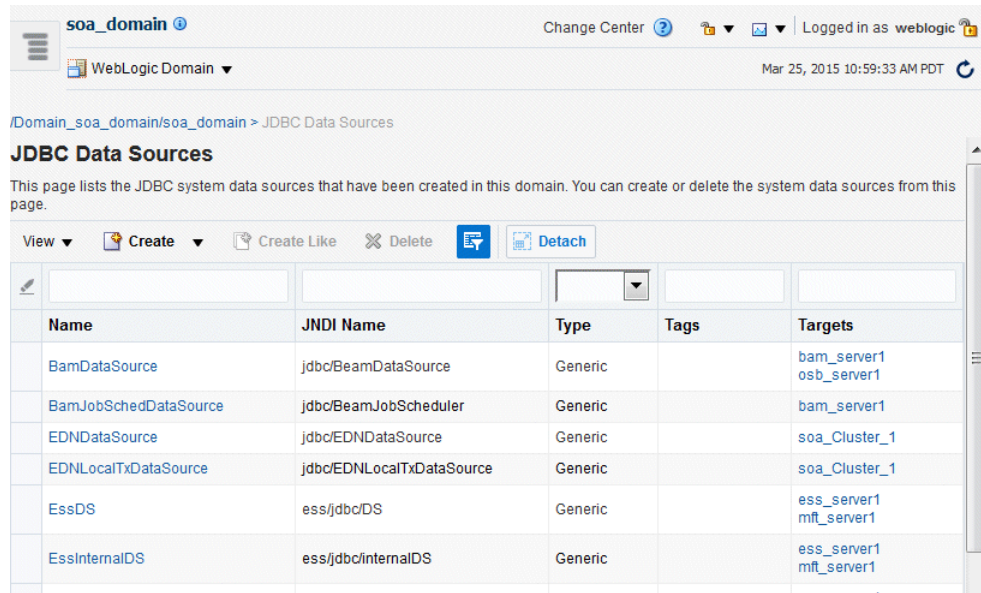 soa_domain
Change Center
Logged in as weblogic
WebLogic Domain
Mar 25, 2015 10:59:33 AM PDT
/Domain_soa_domain/soa_domain > JDBC Data Sources
JDBC Data Sources
This page lists the JDBC system data sources that have been created in this domain. You can create or delete the system data sources from this
page.
View Create Create Like Delete Detach
Name JNDI Name Type Tags Targets
BamDataSource jdbc/BeamDataSource Generic bam_server1
osb_server1
BamJobSchedDataSource jdbc/BeamJobScheduler Generic bam_server1
EDNDataSource jdbc/EDNDataSource Generic soa_Cluster_1
EDNLocalTxDataSource jdbc/EDNLocalTxDataSource Generic soa_Cluster_1
EssDS ess/jdbc/DS Generic ess_server1
mft_server1
EssInternalDS ess/jdbc/internalDS Generic ess_server1
mft_server1